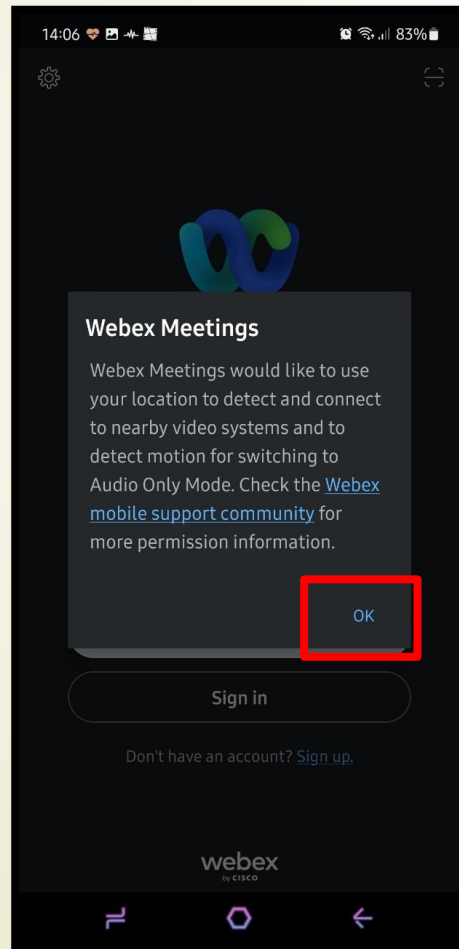 14:06 83%
Webex Meetings
Webex Meetings would like to use
your location to detect and connect
to nearby video systems and to
detect motion for switching to
Audio Only Mode. Check the Webex
mobile support community for
more permission information.
OK
Sign in
Don't have an account? Sign up.
webex
by CISCO